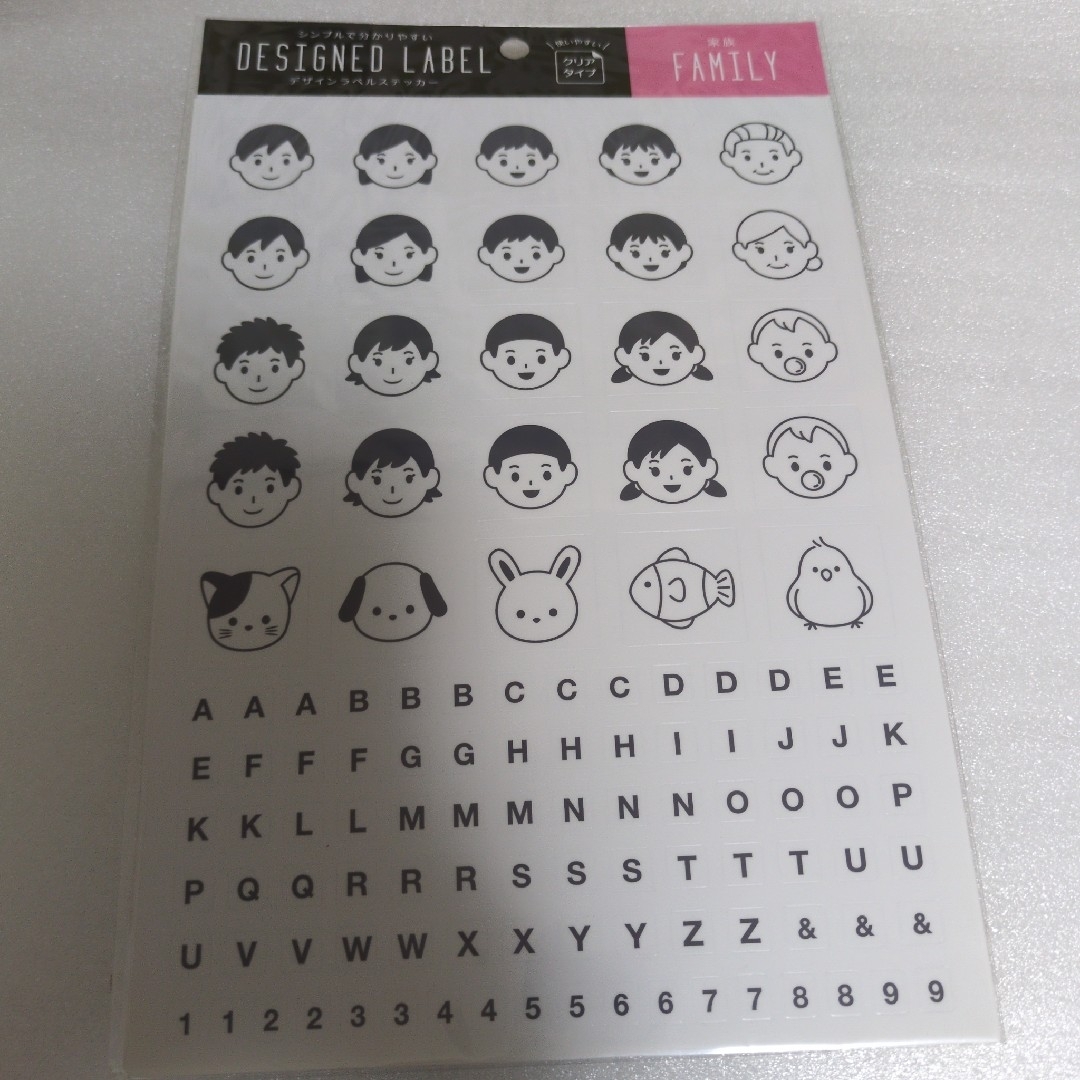 シンプルで分かりやすい
DESIGNED LABEL
デザインラベルステッカー
使いやすい
クリア
タイプ
家族
FAMILY
A A A B B B C C C D D D E E
E F F F G G H H H I I J J K
K K L L M M M N N N O O O P
P Q Q R R R S S S T T T U U
U V V W W X X Y Y Z Z & & &
1 1 2 2 3 3 4 4 5 5 6 6 7 7 8 8 9 9